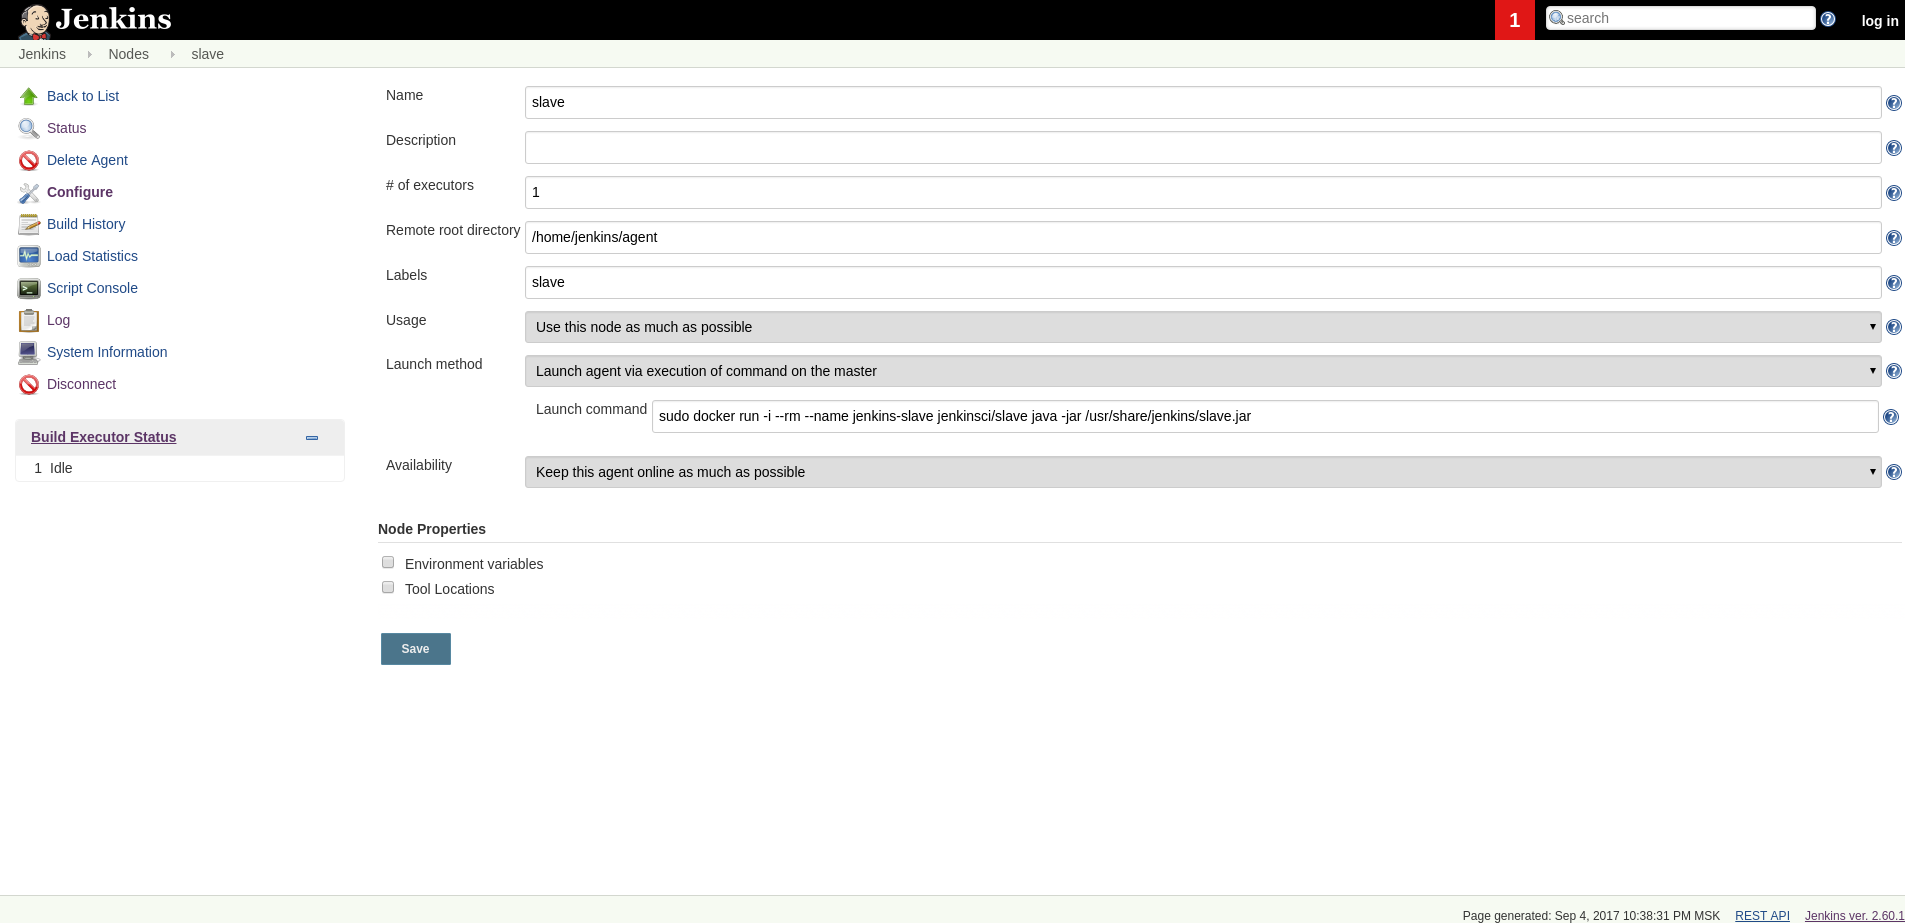 Jenkins
1
search
log in
Jenkins Nodes slave
Back to List
Status
Delete Agent
Configure
Build History
Load Statistics
Script Console
Log
System Information
Disconnect
Build Executor Status
1 Idle
Name slave
Description
# of executors 1
Remote root directory /home/jenkins/agent
Labels slave
Usage Use this node as much as possible
Launch method Launch agent via execution of command on the master
Launch command sudo docker run -i --rm --name jenkins-slave jenkinsci/slave java -jar /usr/share/jenkins/slave.jar
Availability Keep this agent online as much as possible
Node Properties
Environment variables
Tool Locations
Save
Page generated: Sep 4, 2017 10:38:31 PM MSK REST API Jenkins ver. 2.60.1